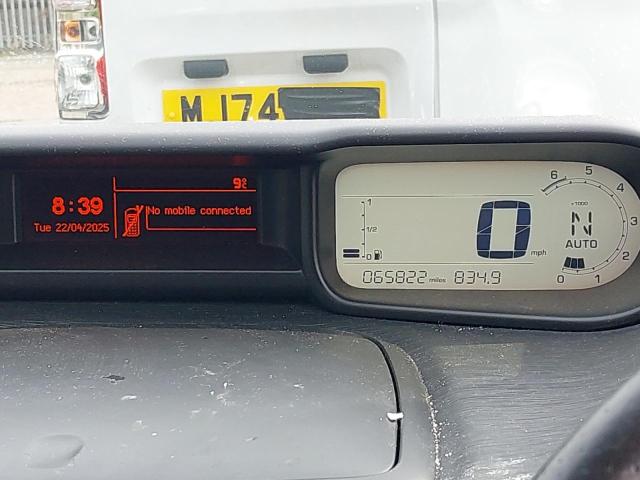 MJ74
9°C
8:39
No mobile connected
Tue 22/04/2025
1
1/2
0
0 mph
6 5 4 3 2 1 0
x1000
N
AUTO
065822 miles 834.9